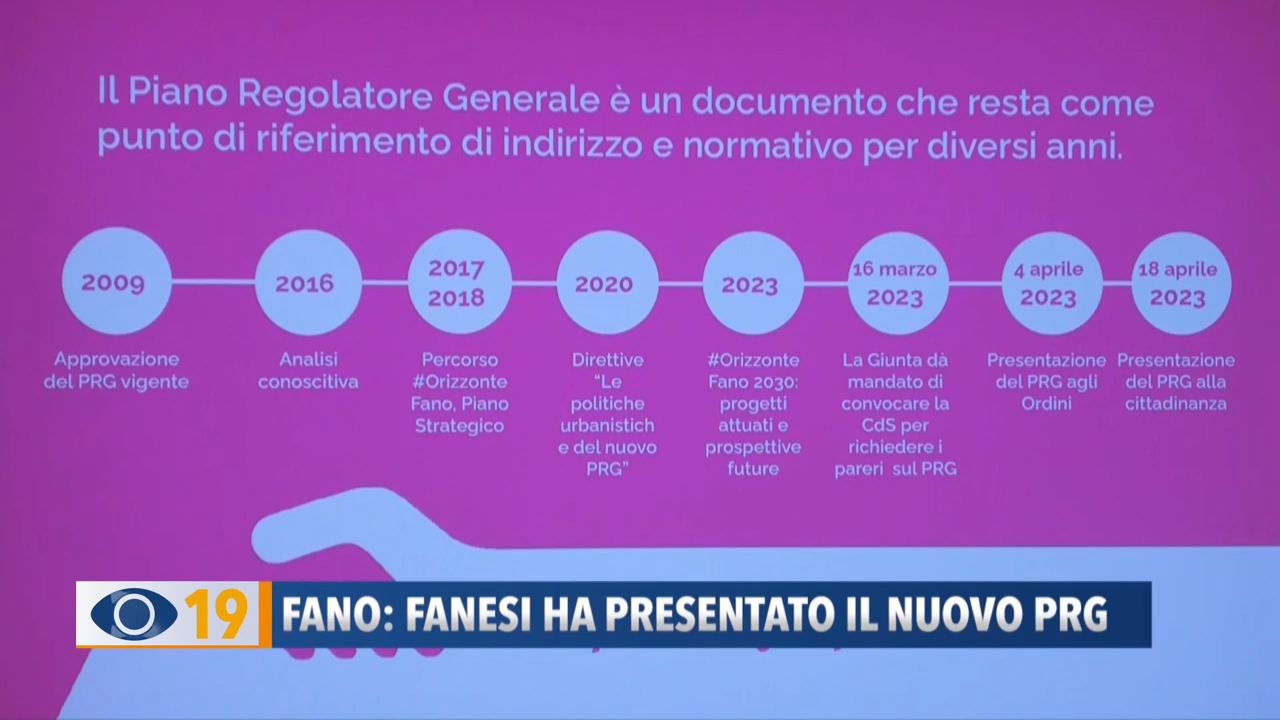 Il Piano Regolatore Generale è un documento che resta come
punto di riferimento di indirizzo e normativo per diversi anni.
2009
Approvazione
del PRG vigente
2016
Analisi
conoscitiva
2017
2018
Percorso
#Orizzonte
Fano, Piano
Strategico
2020
Direttive
“Le
politiche
urbanistich
e del nuovo
PRG”
2023
#Orizzonte
Fano 2030:
progetti
attuati e
prospettive
future
16 marzo
2023
La Giunta dà
mandato di
convocare la
CdS per
richiedere i
pareri sul PRG
4 aprile
2023
Presentazione
del PRG agli
Ordini
18 aprile
2023
Presentazione
del PRG alla
cittadinanza
19
FANO: FANESI HA PRESENTATO IL NUOVO PRG